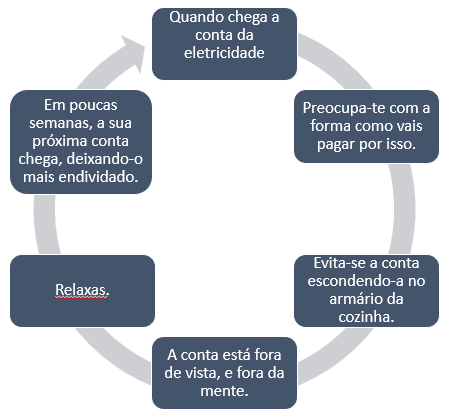 Quando chega a
conta da
eletricidade
Preocupa-te com a
forma como vais
pagar por isso.
Evita-se a conta
escondendo-a no
armário da
cozinha.
A conta está fora
de vista, e fora da
mente.
Relaxas.
Em poucas
semanas, a sua
próxima conta
chega, deixando-o
mais endividado.